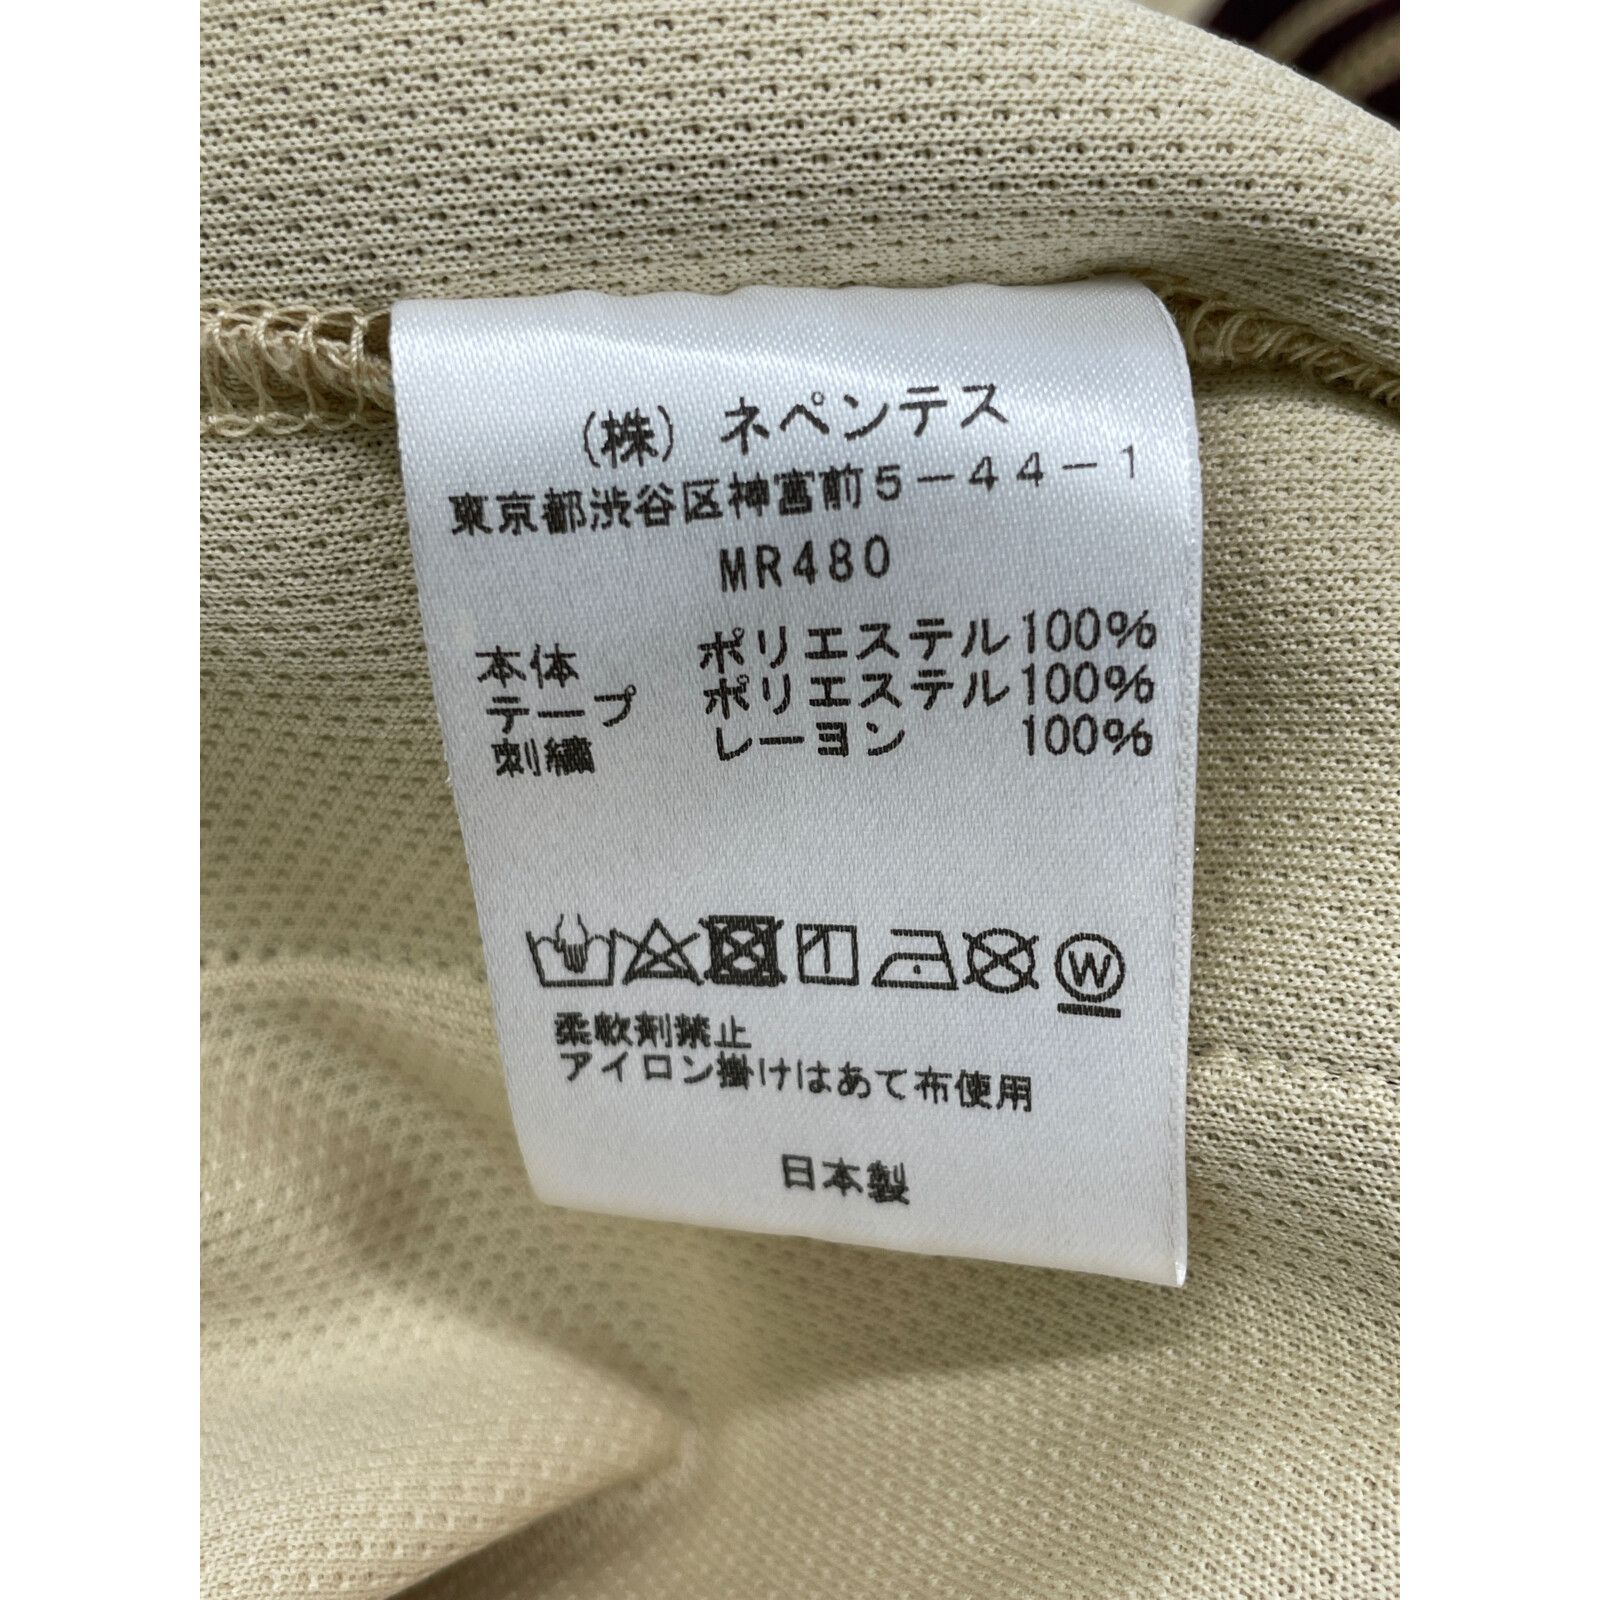 (株) ネペンテス
東京都渋谷区神宮前5-44-1
MR480
本体 ポリエステル100%
テープ ポリエステル100%
刺繍 レーヨン 100%
W
柔軟剤禁止
アイロン掛けはあて布使用
日本製